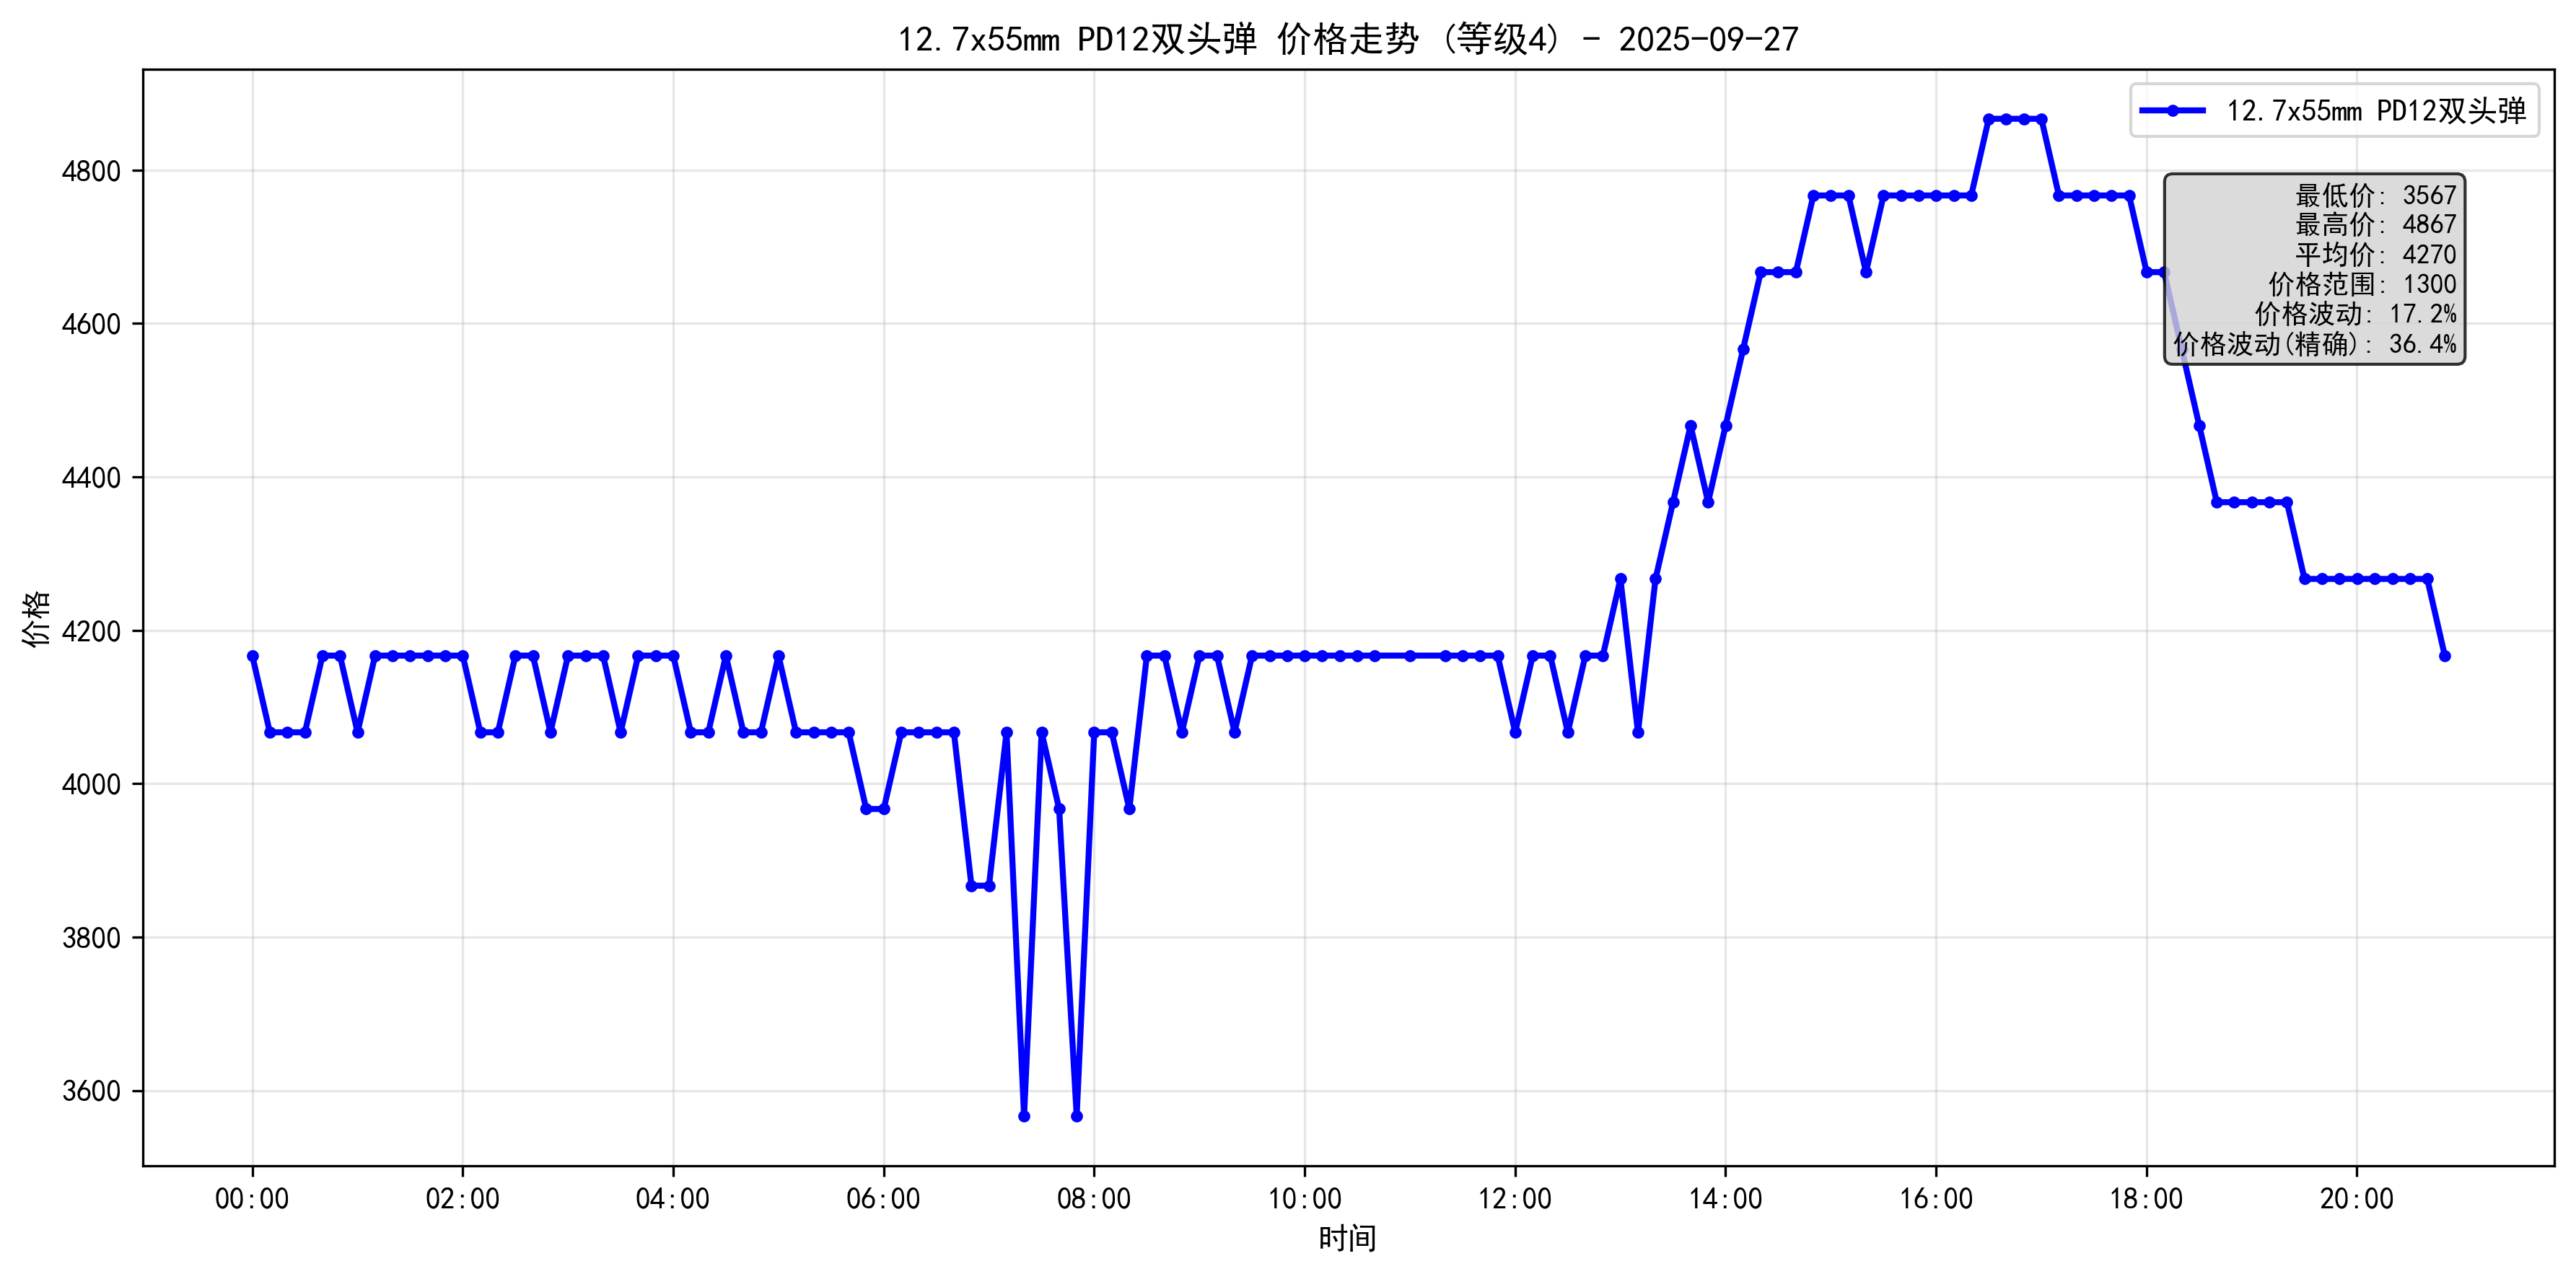 12.7x55mm PD12双头弹 价格走势 (等级4) - 2025-09-27
12.7x55mm PD12双头弹
最低价: 3567
最高价: 4867
平均价: 4270
价格范围: 1300
价格波动: 17.2%
价格波动(精确): 36.4%
价格
4800
4600
4400
4200
4000
3800
3600
00:00 02:00 04:00 06:00 08:00 10:00 12:00 14:00 16:00 18:00 20:00
时间